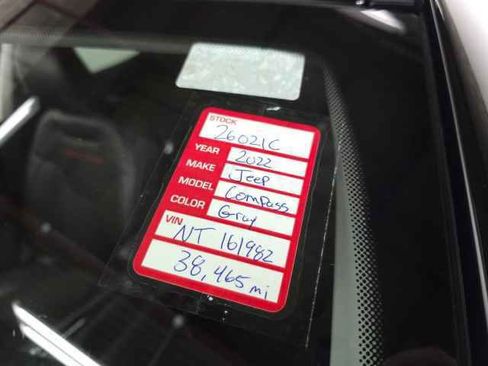 STOCK
26021C
YEAR 2022
MAKE Jeep
MODEL Compass
COLOR Gray
VIN
NT 161982
38,465 mi